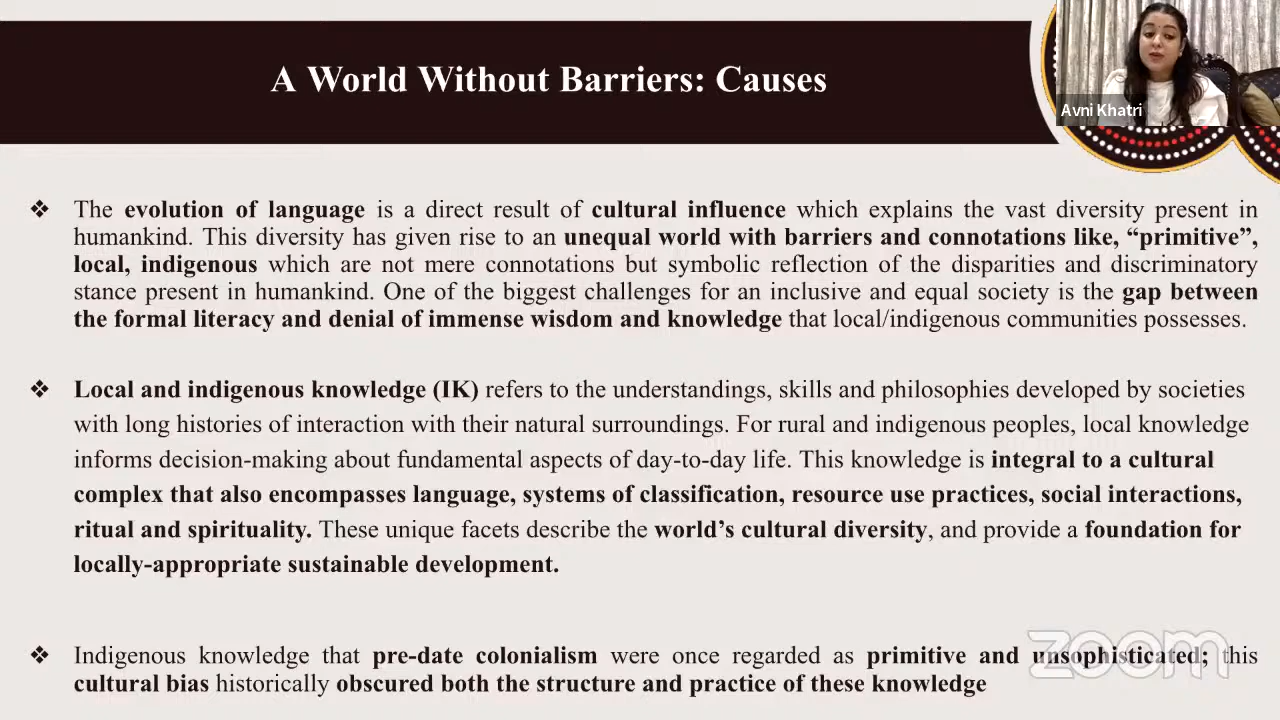 A World Without Barriers: Causes
Avni Khatri
❖ The evolution of language is a direct result of cultural influence which explains the vast diversity present in
humankind. This diversity has given rise to an unequal world with barriers and connotations like, “primitive”,
local, indigenous which are not mere connotations but symbolic reflection of the disparities and discriminatory
stance present in humankind. One of the biggest challenges for an inclusive and equal society is the gap between
the formal literacy and denial of immense wisdom and knowledge that local/indigenous communities possesses.
❖ Local and indigenous knowledge (IK) refers to the understandings, skills and philosophies developed by societies
with long histories of interaction with their natural surroundings. For rural and indigenous peoples, local knowledge
informs decision-making about fundamental aspects of day-to-day life. This knowledge is integral to a cultural
complex that also encompasses language, systems of classification, resource use practices, social interactions,
ritual and spirituality. These unique facets describe the world’s cultural diversity, and provide a foundation for
locally-appropriate sustainable development.
❖ Indigenous knowledge that pre-date colonialism were once regarded as primitive and unsophisticated; this
cultural bias historically obscured both the structure and practice of these knowledge
zoom